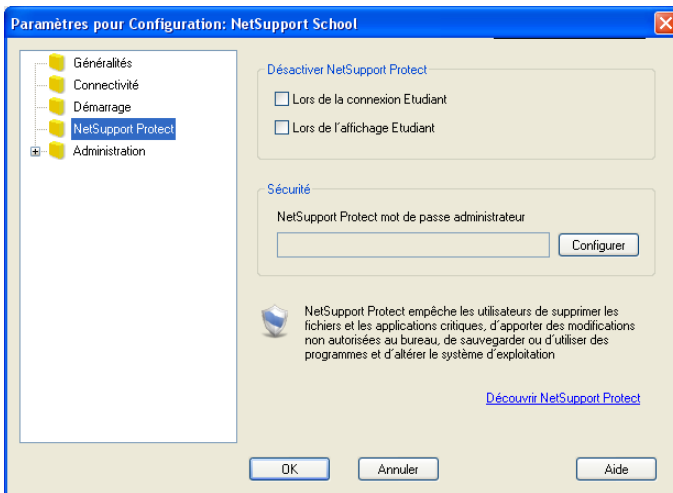 Paramètres pour Configuration: NetSupport School
Généralités
Connectivité
Démarrage
NetSupport Protect
Administration
Désactiver NetSupport Protect
Lors de la connexion Etudiant
Lors de l´affichage Etudiant
Sécurité
NetSupport Protect mot de passe administrateur
Configurer
NetSupport Protect empêche les utilisateurs de supprimer les
fichiers et les applications critiques, d´apporter des modifications
non autorisées au bureau, de sauvegarder ou d´utiliser des
programmes et d´altérer le système d´exploitation
Découvrir NetSupport Protect
OK
Annuler
Aide